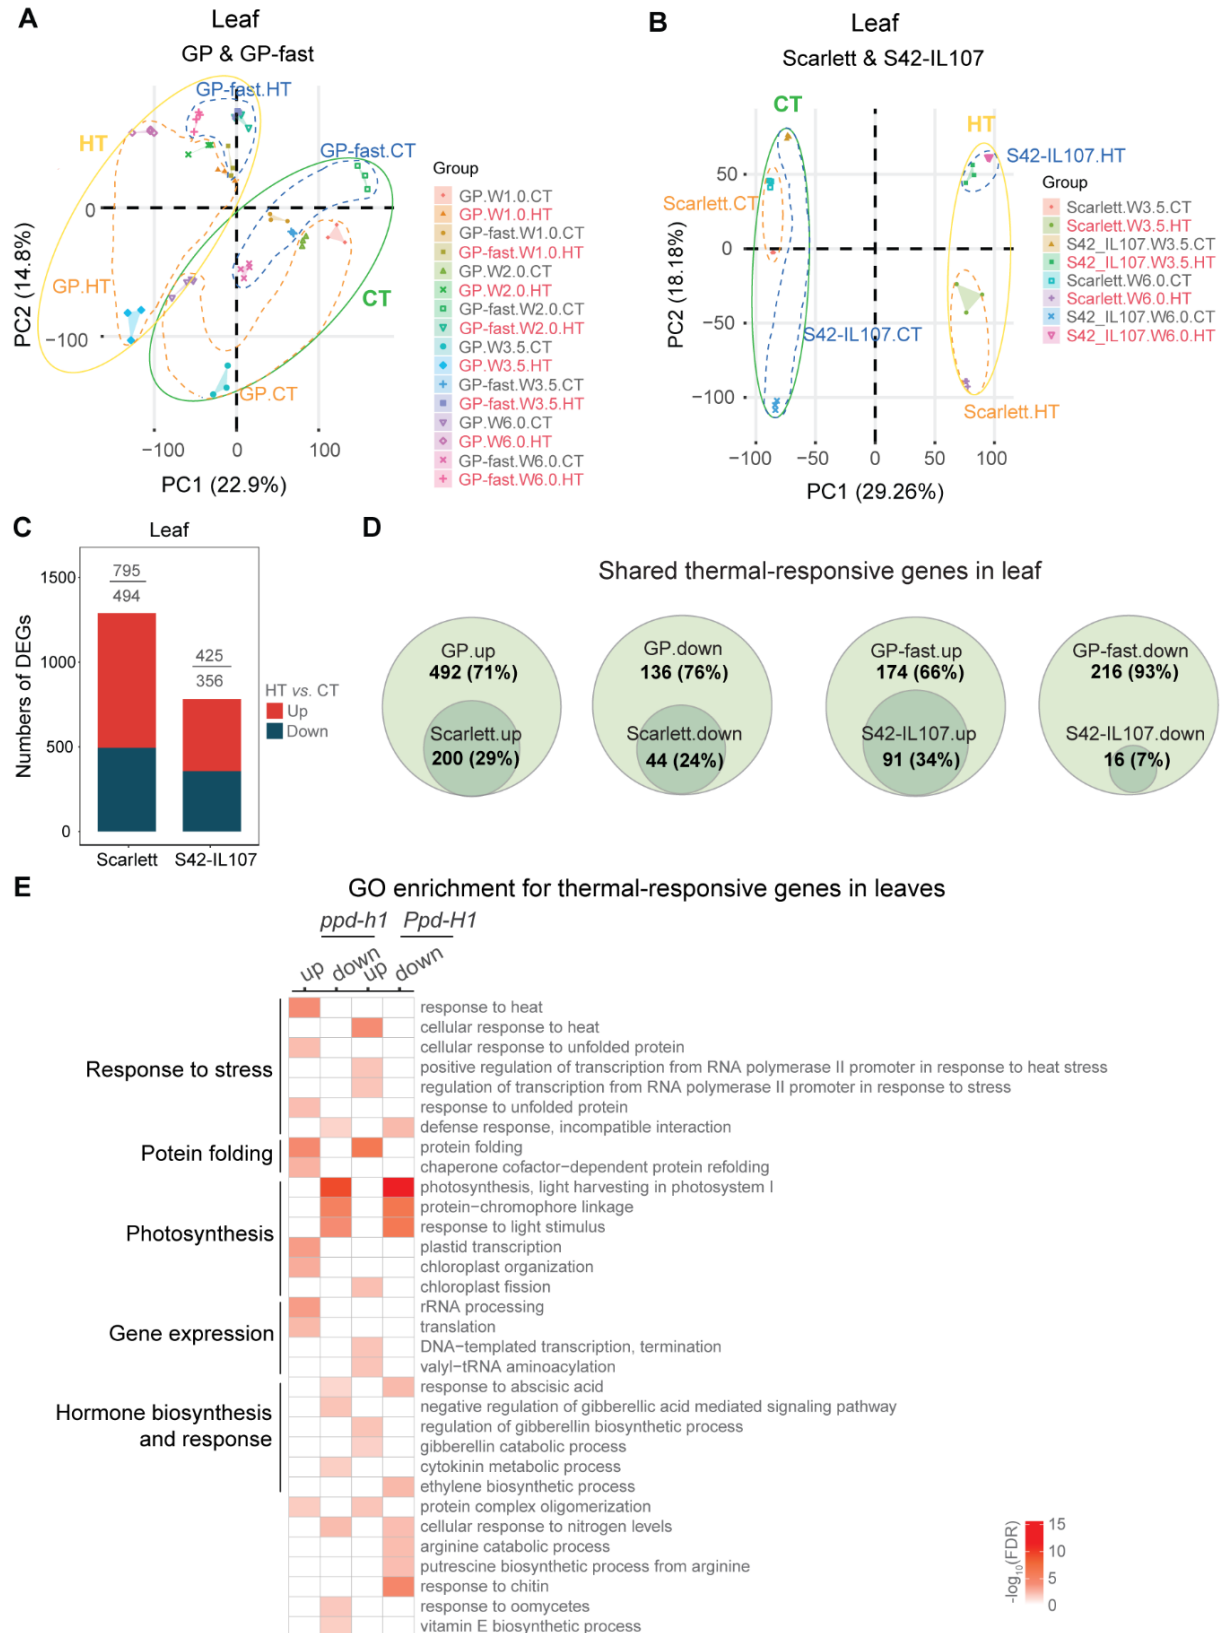 A
Leaf
GP & GP-fast
GP-fast.HT
HT
GP-fast.CT
0
GP.HT
CT
−100
GP.CT
−100
0
100
PC1 (22.9%)
PC2 (14.8%)
Group
GP.W1.0.CT
GP.W1.0.HT
GP-fast.W1.0.CT
GP-fast.W1.0.HT
GP.W2.0.CT
GP.W2.0.HT
GP-fast.W2.0.CT
GP-fast.W2.0.HT
GP.W3.5.CT
GP.W3.5.HT
GP-fast.W3.5.CT
GP-fast.W3.5.HT
GP.W6.0.CT
GP.W6.0.HT
GP-fast.W6.0.CT
GP-fast.W6.0.HT
B
Leaf
Scarlett & S42-IL107
CT
HT
S42-IL107.HT
50
Scarlett.CT
0
−50
S42-IL107.CT
−100
Scarlett.HT
−100
−50
0
50
100
PC1 (29.26%)
PC2 (18.18%)
Group
Scarlett.W3.5.CT
Scarlett.W3.5.HT
S42_IL107.W3.5.CT
S42_IL107.W3.5.HT
Scarlett.W6.0.CT
Scarlett.W6.0.HT
S42_IL107.W6.0.CT
S42_IL107.W6.0.HT
C
Leaf
Numbers of DEGs
1500
1000
500
0
795
494
425
356
Scarlett
S42-IL107
HT vs. CT
Up
Down
D
Shared thermal-responsive genes in leaf
GP.up
492 (71%)
Scarlett.up
200 (29%)
GP.down
136 (76%)
Scarlett.down
44 (24%)
GP-fast.up
174 (66%)
S42-IL107.up
91 (34%)
GP-fast.down
216 (93%)
S42-IL107.down
16 (7%)
E
GO enrichment for thermal-responsive genes in leaves
ppd-h1
Ppd-H1
up
down
up
down
Response to stress
response to heat
cellular response to heat
cellular response to unfolded protein
positive regulation of transcription from RNA polymerase II promoter in response to heat stress
regulation of transcription from RNA polymerase II promoter in response to stress
response to unfolded protein
defense response, incompatible interaction
Potein folding
protein folding
chaperone cofactor−dependent protein refolding
Photosynthesis
photosynthesis, light harvesting in photosystem I
protein−chromophore linkage
response to light stimulus
plastid transcription
chloroplast organization
chloroplast fission
Gene expression
rRNA processing
translation
DNA−templated transcription, termination
valyl−tRNA aminoacylation
Hormone biosynthesis
and response
response to abscisic acid
negative regulation of gibberellic acid mediated signaling pathway
regulation of gibberellin biosynthetic process
gibberellin catabolic process
cytokinin metabolic process
ethylene biosynthetic process
protein complex oligomerization
cellular response to nitrogen levels
arginine catabolic process
putrescine biosynthetic process from arginine
response to chitin
response to oomycetes
vitamin E biosynthetic process
-log10(FDR)
15
10
5
0